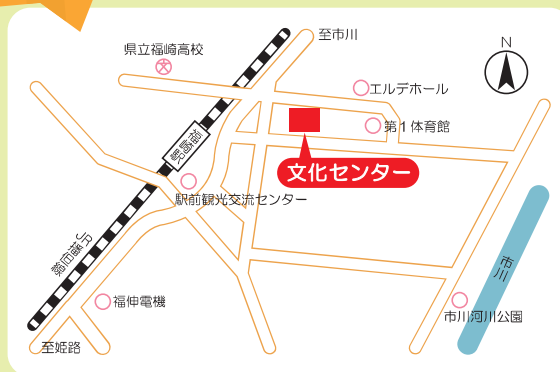 至市川
N
県立福崎高校
エルデホール
第1体育館
福崎駅
文化センター
駅前観光交流センター
JR播但線
市川
福伸電機
市川河川公園
至姫路